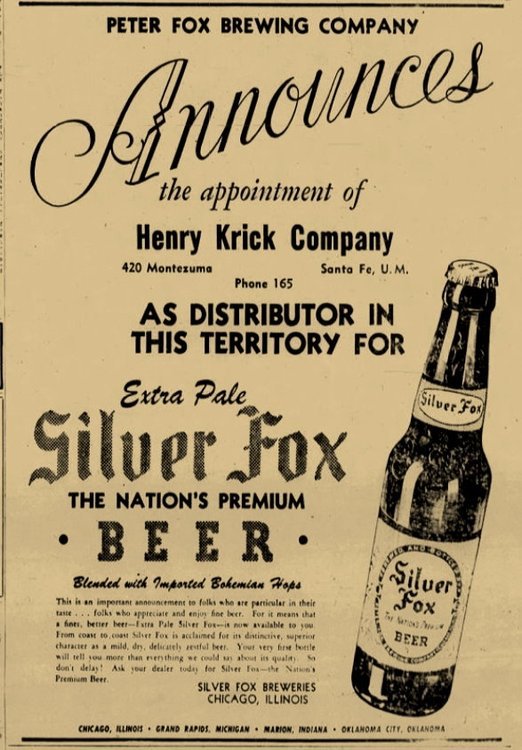 PETER FOX BREWING COMPANY
Announces
the appointment of
Henry Krick Company
420 Montezuma Santa Fe, U.M.
Phone 165
AS DISTRIBUTOR IN
THIS TERRITORY FOR
Extra Pale
Silver Fox
THE NATION'S PREMIUM
· BEER ·
Blended with Imported Bohemian Hops
This is an important announcement to folks who are particular in their
taste . . . folks who appreciate and enjoy fine beer. For it means that
a finer, better beer—Extra Pale Silver Fox—is now available to you.
From coast to coast Silver Fox is acclaimed for its distinctive, superior
character as a mild, dry, delicately zestful beer. Your very first bottle
will tell you more than everything we could say about its quality. So
don't delay! Ask your dealer today for Silver Fox—the Nation's
Premium Beer.
SILVER FOX BREWERIES
CHICAGO, ILLINOIS
CHICAGO, ILLINOIS · GRAND RAPIDS, MICHIGAN · MARION, INDIANA · OKLAHOMA CITY, OKLAHOMA
Silver Fox
Silver
Fox
The Nation's Premium
BEER